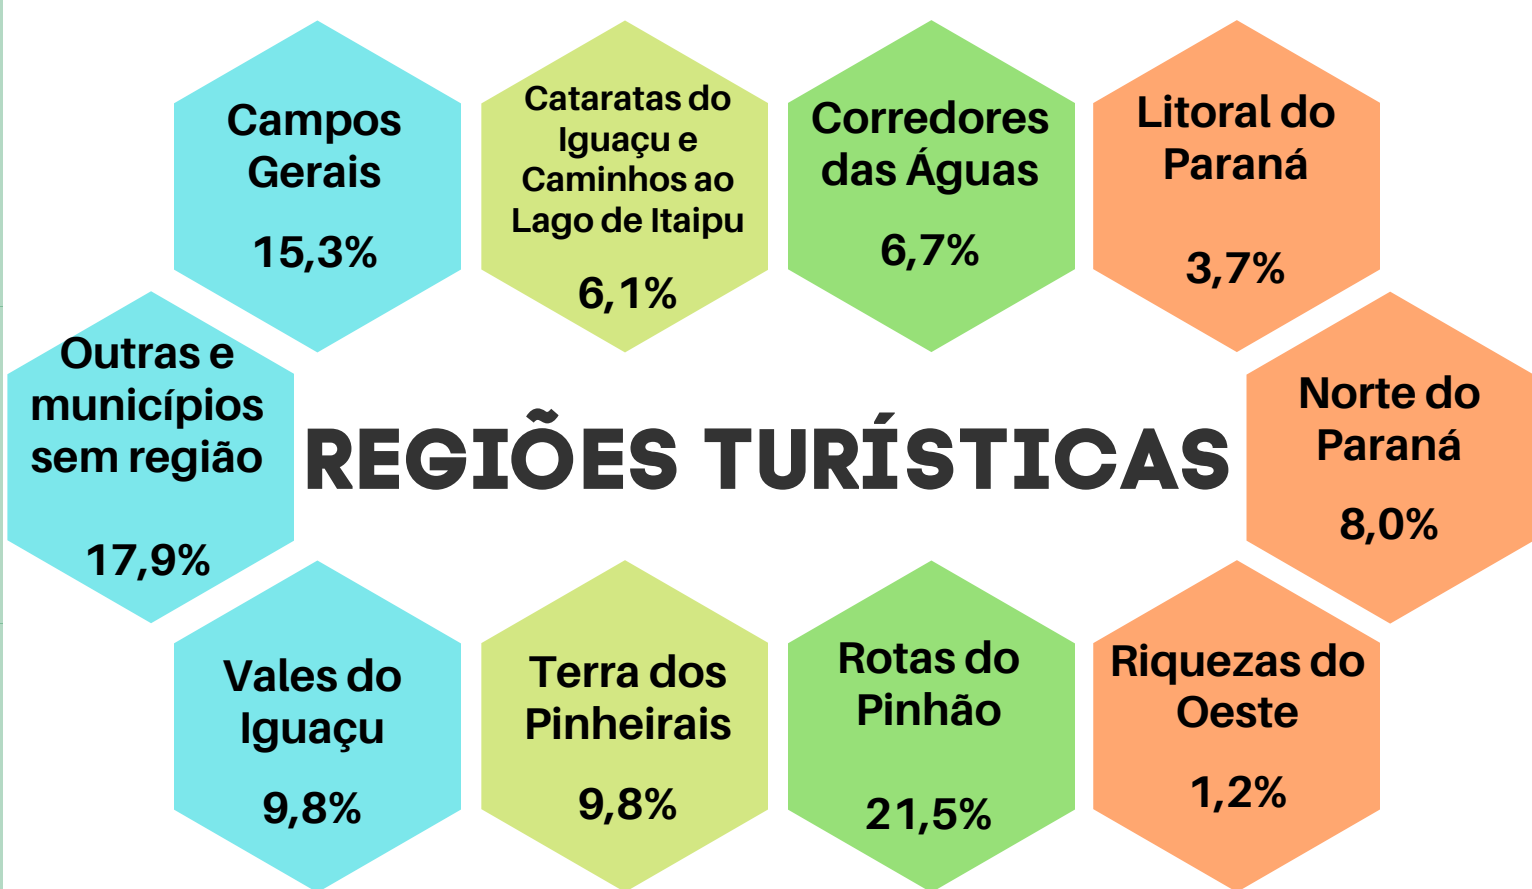 Campos
Gerais
15,3%
Cataratas do
Iguaçu e
Caminhos ao
Lago de Itaipu
6,1%
Corredores
das Águas
6,7%
Litoral do
Paraná
3,7%
Outras e
municípios
sem região
17,9%
REGIÕES TURÍSTICAS
Norte do
Paraná
8,0%
Vales do
Iguaçu
9,8%
Terra dos
Pinheirais
9,8%
Rotas do
Pinhão
21,5%
Riquezas do
Oeste
1,2%